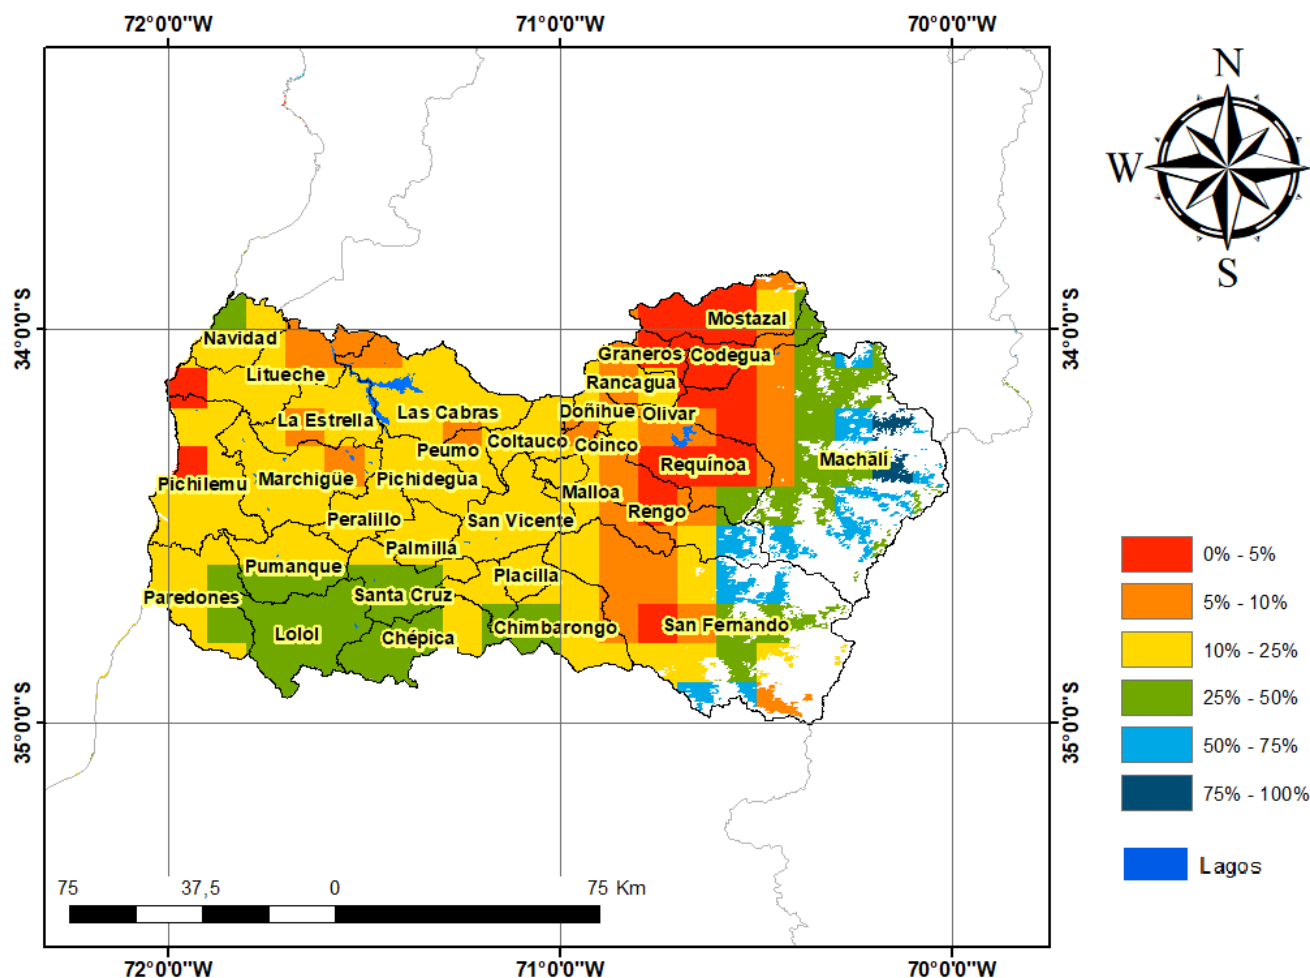 72°0'0"W 71°0'0"W 70°0'0"W
N
W
S
34°0'0"S
34°0'0"S
Mostazal
Navidad
Graneros Codegua
Litueche
Rancagua
Las Cabras
Doñihue Olivar
La Estrella
Coltauco Coinco
Peumo
Machalí
Requínoa
Pichilemu
Marchigüe
Pichidegua
Malloa
Rengo
Peralillo
San Vicente
Palmilla
Pumanque
Placilla
Paredones
Santa Cruz
Lolol
Chépica
Chimbarongo
San Fernando
35°0'0"S
35°0'0"S
0% - 5%
5% - 10%
10% - 25%
25% - 50%
50% - 75%
75% - 100%
Lagos
75 37,5 0 75 Km
72°0'0"W 71°0'0"W 70°0'0"W